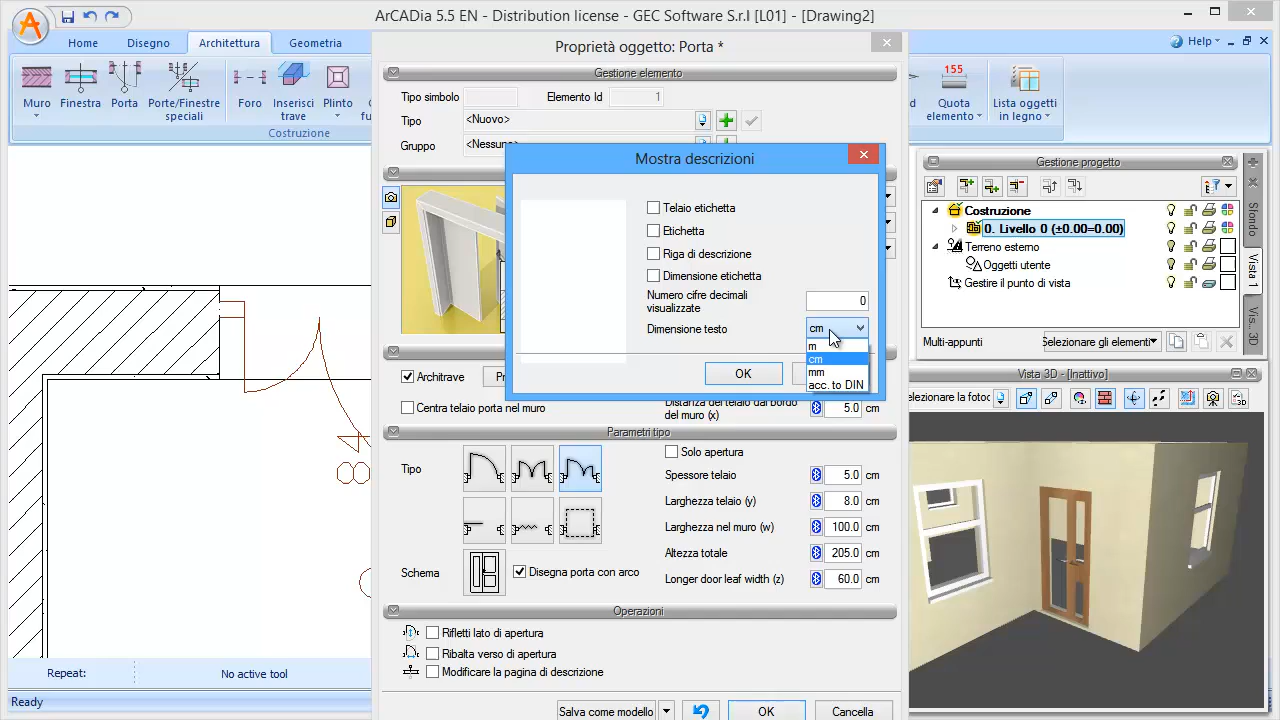 ArCADia 5.5 EN - Distribution license - GEC Software S.r.l [L01] - [Drawing2]
Home
Disegno
Architettura
Geometria
Help
Muro
Finestra
Porta
Porte/Finestre speciali
Foro
Inserisci trave
Plinto
155
Quota elemento
Lista oggetti in legno
Costruzione
Proprietà oggetto: Porta *
Gestione elemento
Tipo simbolo
Elemento Id
1
Tipo
<Nuovo>
Gruppo
Mostra descrizioni
Telaio etichetta
Etichetta
Riga di descrizione
Dimensione etichetta
Numero cifre decimali visualizzate
0
Dimensione testo
cm
m
cm
mm
acc. to DIN
OK
Architrave
Centra telaio porta nel muro
Distanza del telaio dal bordo del muro (x)
5.0
cm
Parametri tipo
Tipo
Solo apertura
Spessore telaio
5.0
cm
Larghezza telaio (y)
8.0
cm
Larghezza nel muro (w)
100.0
cm
Altezza totale
205.0
cm
Schema
Disegna porta con arco
Longer door leaf width (z)
60.0
cm
Operazioni
Rifletti lato di apertura
Ribalta verso di apertura
Modificare la pagina di descrizione
Salva come modello
OK
Cancella
Gestione progetto
Costruzione
0. Livello 0 (±0.00=0.00)
Terreno esterno
Oggetti utente
Gestire il punto di vista
Multi-appunti
Selezionare gli elementi
Sfodo
Vista 1
Vis... 3D
Vista 3D - [Inattivo]
Repeat:
No active tool
Ready